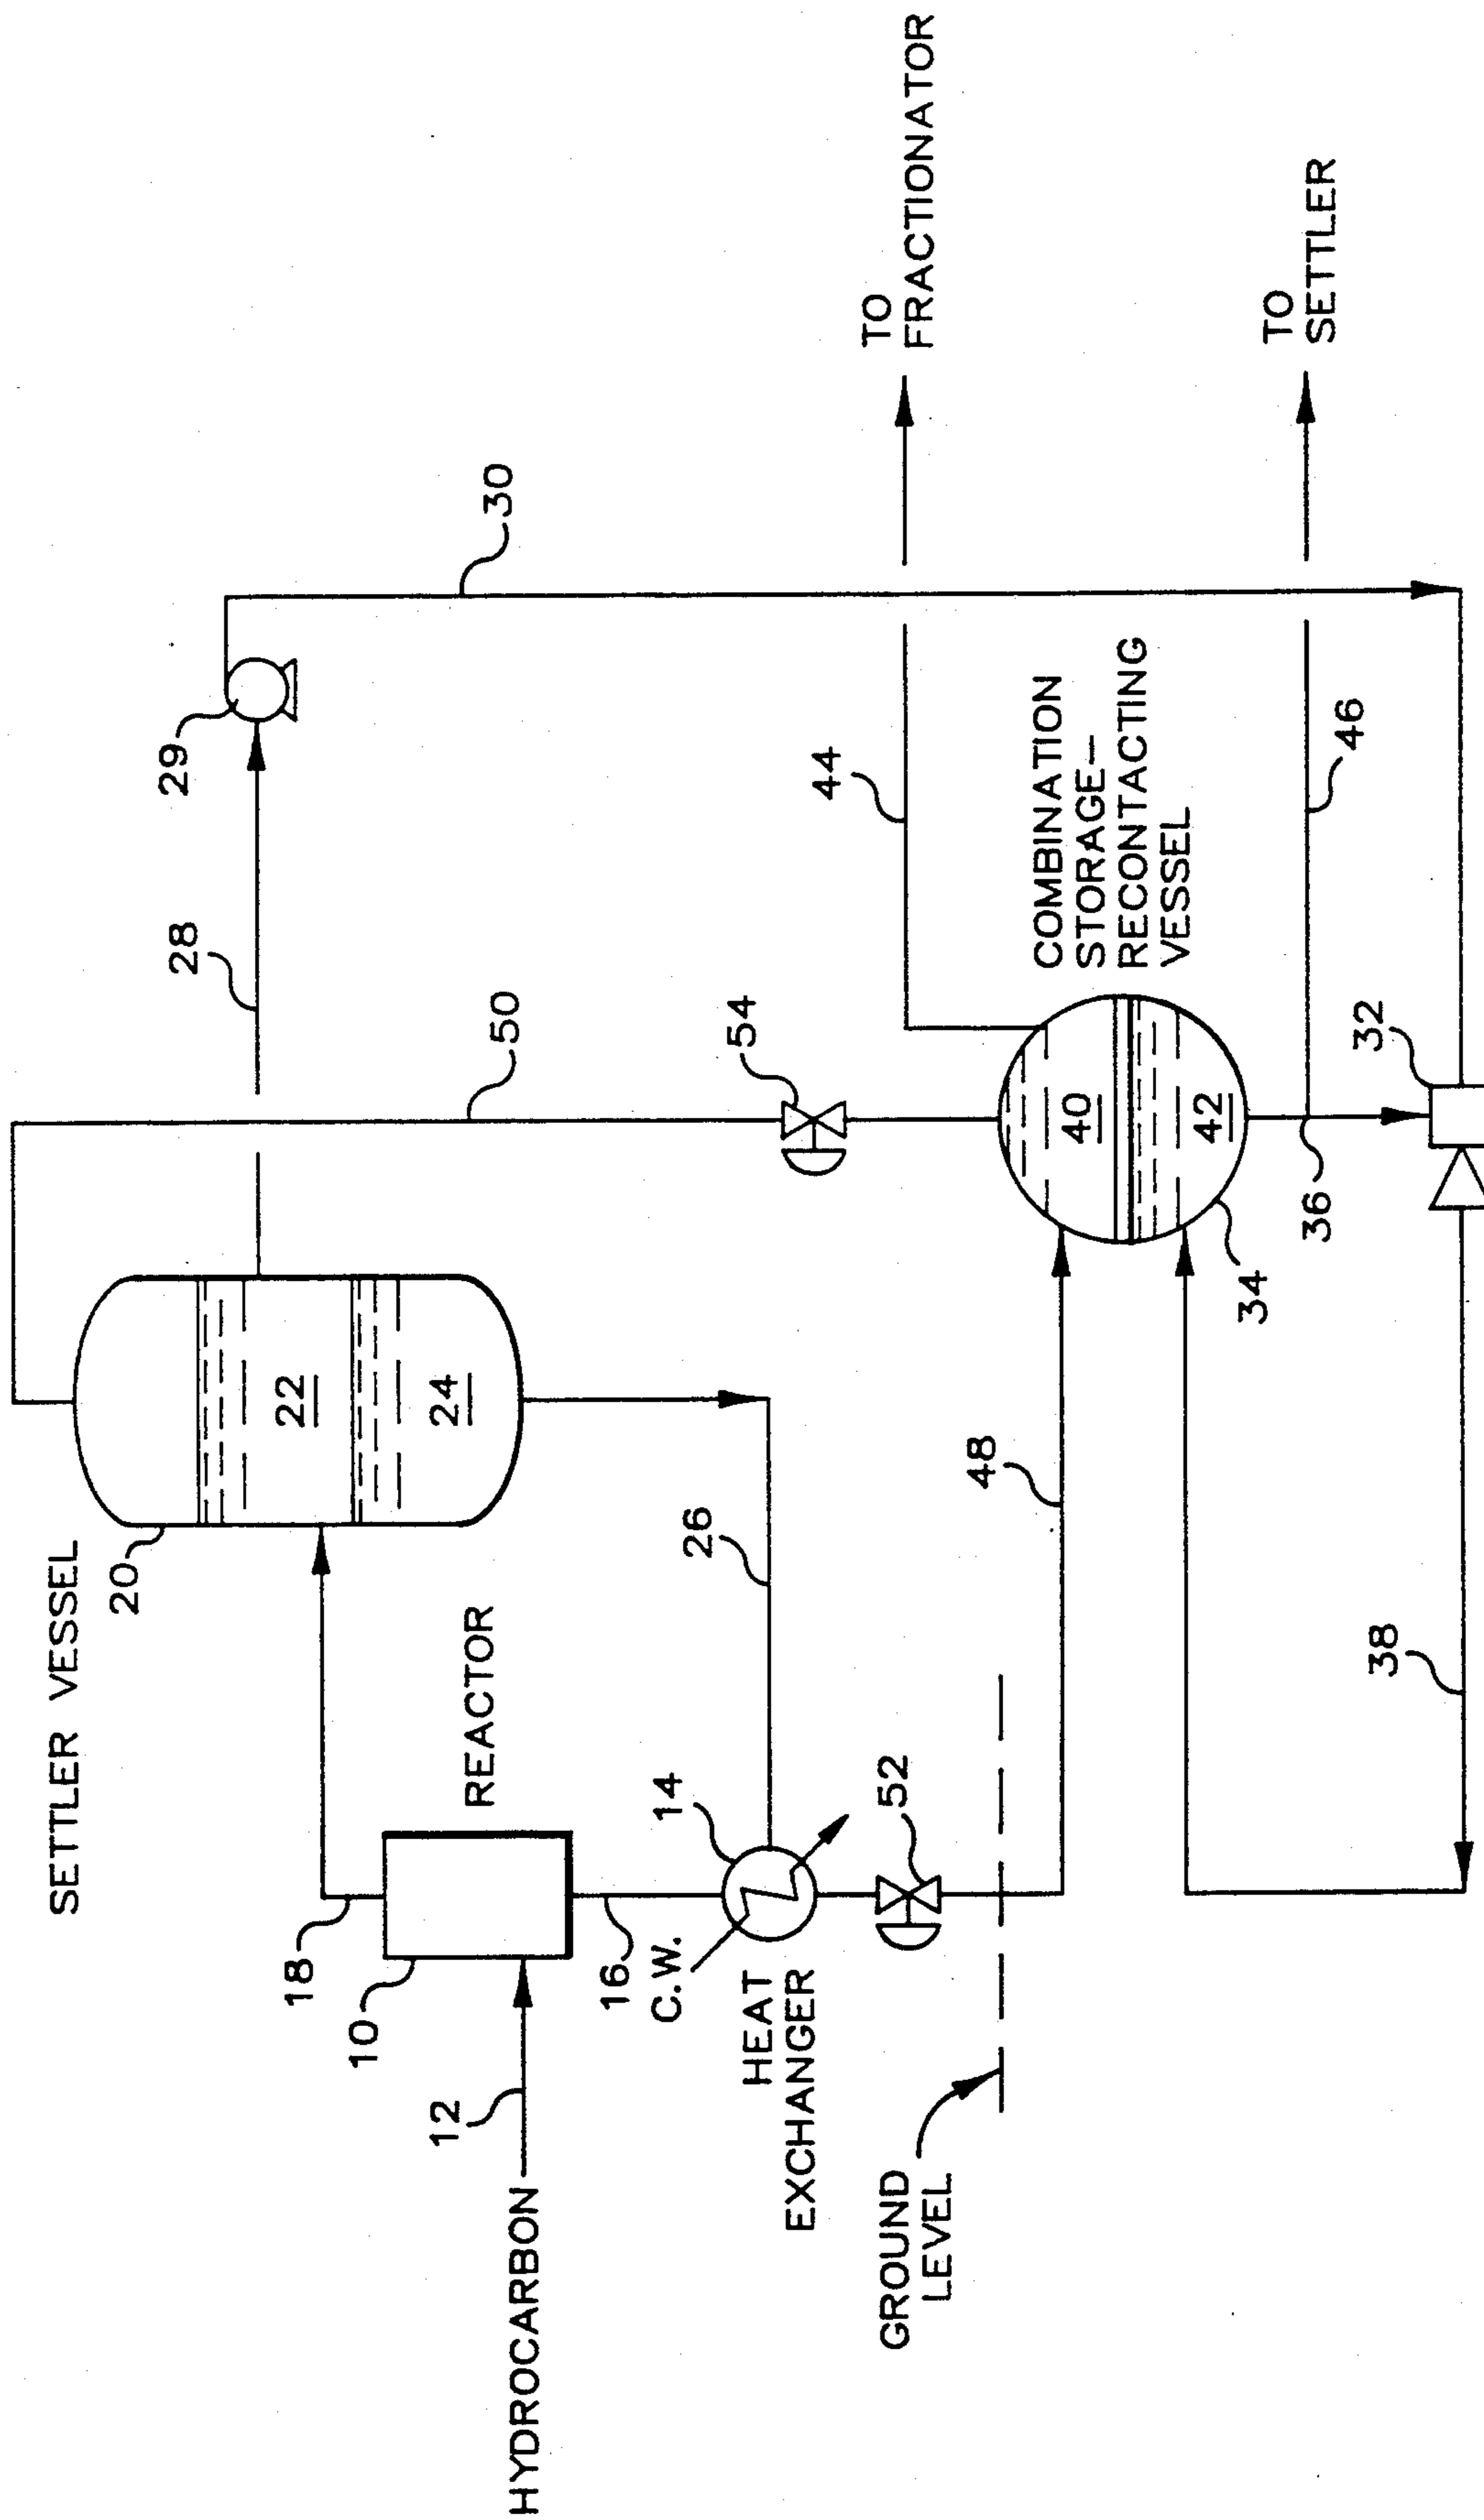 SETTLER VESSEL
20
22
24
18
REACTOR
10
12
HYDROCARBON
16
C.W.
14
HEAT
EXCHANGER
26
52
GROUND
LEVEL
48
28
29
30
50
54
44
TO
FRACTIONATOR
COMBINATION
STORAGE—
RECONTACTING
VESSEL
40
42
34
36
46
TO
SETTLER
32
38